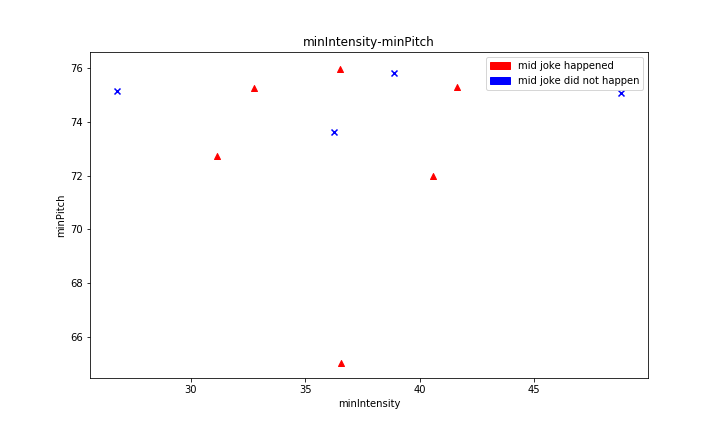 minIntensity-minPitch
mid joke happened
mid joke did not happen
76
74
72
70
68
66
minPitch
30 35 40 45
minIntensity